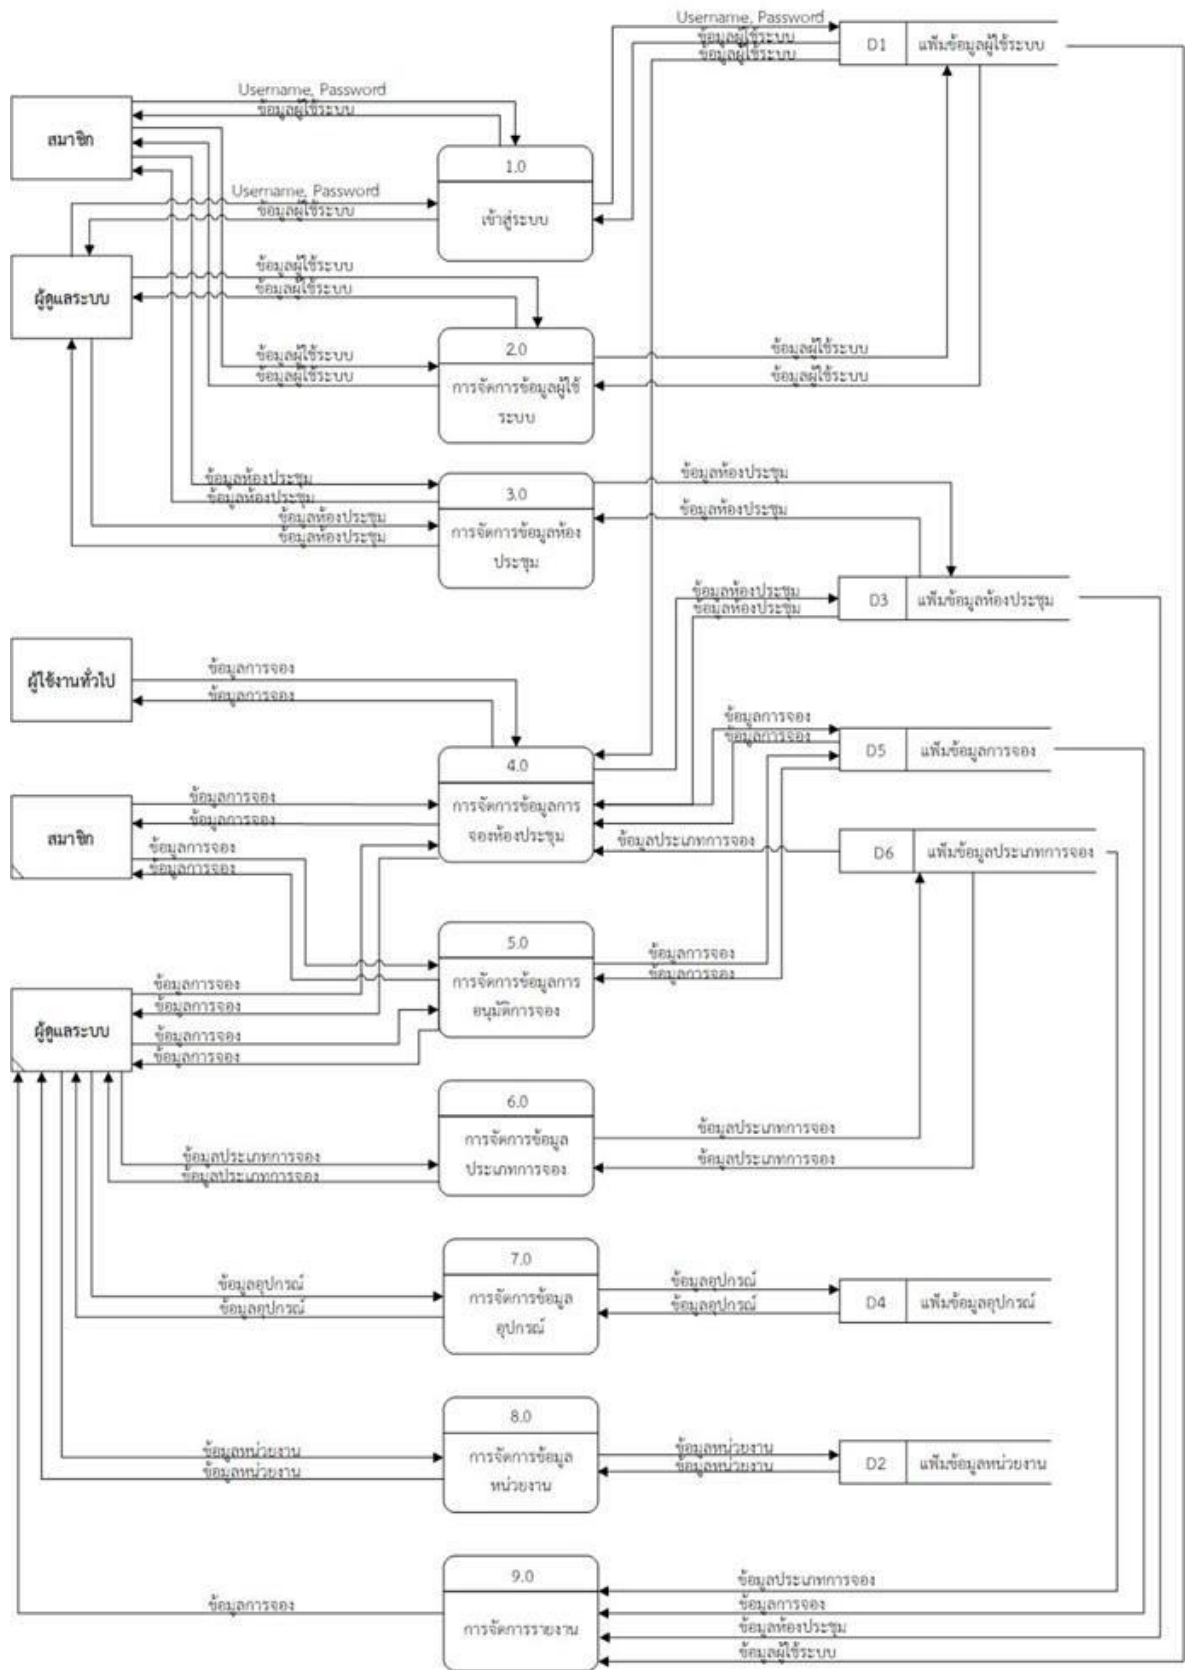 Username, Password
ข้อมูลผู้ใช้ระบบ
ข้อมูลผู้ใช้ระบบ
D1 แฟ้มข้อมูลผู้ใช้ระบบ
Username, Password
ข้อมูลผู้ใช้ระบบ
สมาชิก
1.0
เข้าสู่ระบบ
Username, Password
ข้อมูลผู้ใช้ระบบ
ผู้ดูแลระบบ
ข้อมูลผู้ใช้ระบบ
ข้อมูลผู้ใช้ระบบ
2.0
การจัดการข้อมูลผู้ใช้
ระบบ
ข้อมูลผู้ใช้ระบบ
ข้อมูลผู้ใช้ระบบ
ข้อมูลผู้ใช้ระบบ
ข้อมูลผู้ใช้ระบบ
ข้อมูลห้องประชุม
ข้อมูลห้องประชุม
ข้อมูลห้องประชุม
ข้อมูลห้องประชุม
3.0
การจัดการข้อมูลห้อง
ประชุม
ข้อมูลห้องประชุม
ข้อมูลห้องประชุม
ข้อมูลห้องประชุม
ข้อมูลห้องประชุม
D3 แฟ้มข้อมูลห้องประชุม
ผู้ใช้งานทั่วไป
ข้อมูลการจอง
ข้อมูลการจอง
ข้อมูลการจอง
ข้อมูลการจอง
D5 แฟ้มข้อมูลการจอง
4.0
การจัดการข้อมูลการ
จองห้องประชุม
สมาชิก
ข้อมูลการจอง
ข้อมูลการจอง
ข้อมูลการจอง
ข้อมูลการจอง
ข้อมูลประเภทการจอง
D6 แฟ้มข้อมูลประเภทการจอง
5.0
การจัดการข้อมูลการ
อนุมัติการจอง
ข้อมูลการจอง
ข้อมูลการจอง
ผู้ดูแลระบบ
ข้อมูลการจอง
ข้อมูลการจอง
ข้อมูลการจอง
ข้อมูลการจอง
6.0
การจัดการข้อมูล
ประเภทการจอง
ข้อมูลประเภทการจอง
ข้อมูลประเภทการจอง
ข้อมูลประเภทการจอง
ข้อมูลประเภทการจอง
7.0
การจัดการข้อมูล
อุปกรณ์
ข้อมูลอุปกรณ์
ข้อมูลอุปกรณ์
ข้อมูลอุปกรณ์
ข้อมูลอุปกรณ์
D4 แฟ้มข้อมูลอุปกรณ์
8.0
การจัดการข้อมูล
หน่วยงาน
ข้อมูลหน่วยงาน
ข้อมูลหน่วยงาน
ข้อมูลหน่วยงาน
ข้อมูลหน่วยงาน
D2 แฟ้มข้อมูลหน่วยงาน
9.0
การจัดการรายงาน
ข้อมูลการจอง
ข้อมูลประเภทการจอง
ข้อมูลการจอง
ข้อมูลห้องประชุม
ข้อมูลผู้ใช้ระบบ